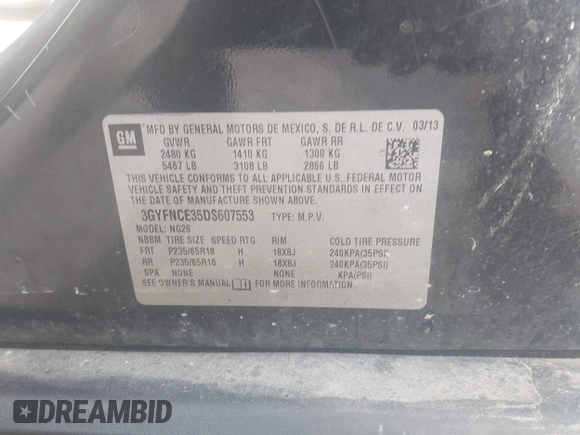 GM
MFD BY GENERAL MOTORS DE MEXICO, S. DE R.L. DE C.V. 03/13
GVWR GAWR FRT GAWR RR
2480 KG 1410 KG 1300 KG
5467 LB 3108 LB 2866 LB
THIS VEHICLE CONFORMS TO ALL APPLICABLE U.S. FEDERAL MOTOR
VEHICLE SAFETY AND THEFT PREVENTION STANDARDS IN EFFECT ON
THE DATE OF MANUFACTURE SHOWN ABOVE.
3GYFNCE35DS607553 TYPE: M.P.V.
MODEL: NG26
NBBM TIRE SIZE SPEED RTG RIM COLD TIRE PRESSURE
FRT P235/65R18 H 18X8J 240KPA(35PSI)
RR P235/65R18 H 18X8J 240KPA(35PSI)
SPA NONE NONE KPA(PSI)
SEE OWNER'S MANUAL FOR MORE INFORMATION.
DREAMBID